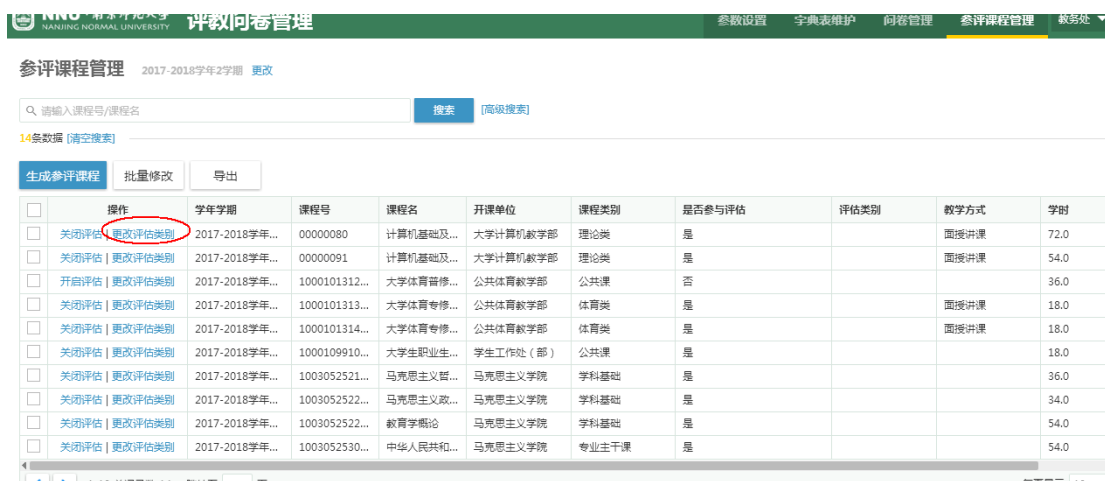 NNU
NANJING NORMAL UNIVERSITY 评教问卷管理 参数设置 字典表维护 问卷管理 参评课程管理 教务处
参评课程管理 2017-2018学年2学期 更改
请输入课程号/课程名 搜索 [高级搜索]
14条数据 [清空搜索]
生成参评课程 批量修改 导出
操作 学年学期 课程号 课程名 开课单位 课程类别 是否参与评估 评估类别 教学方式 学时
关闭评估 | 更改评估类别 2017-2018学年... 00000080 计算机基础及... 大学计算机教学部 理论类 是 面授讲课 72.0
关闭评估 | 更改评估类别 2017-2018学年... 00000091 计算机基础及... 大学计算机教学部 理论类 是 面授讲课 54.0
开启评估 | 更改评估类别 2017-2018学年... 1000101312... 大学体育普修... 公共体育教学部 公共课 否 36.0
关闭评估 | 更改评估类别 2017-2018学年... 1000101313... 大学体育专修... 公共体育教学部 体育类 是 面授讲课 18.0
关闭评估 | 更改评估类别 2017-2018学年... 1000101314... 大学体育专修... 公共体育教学部 体育类 是 面授讲课 18.0
关闭评估 | 更改评估类别 2017-2018学年... 1000109910... 大学生职业生... 学生工作处（部） 公共课 是 18.0
关闭评估 | 更改评估类别 2017-2018学年... 1003052521... 马克思主义哲... 马克思主义学院 学科基础 是 36.0
关闭评估 | 更改评估类别 2017-2018学年... 1003052522... 马克思主义政... 马克思主义学院 学科基础 是 34.0
关闭评估 | 更改评估类别 2017-2018学年... 1003052522... 教育学概论 马克思主义学院 学科基础 是 54.0
关闭评估 | 更改评估类别 2017-2018学年... 1003052530... 中华人民共和... 马克思主义学院 专业主干课 是 54.0